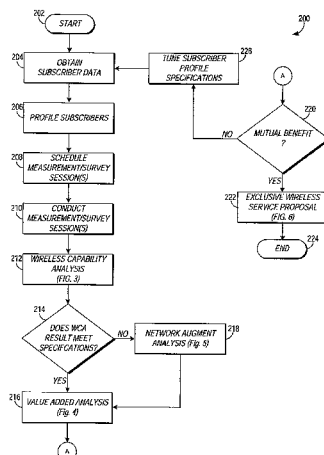 202
START
200
204
OBTAIN
SUBSCRIBER DATA
226
TUNE SUBSCRIBER
PROFILE
SPECIFICATIONS
A
206
PROFILE SUBSCRIBERS
220
MUTUAL BENEFIT
?
NO
YES
208
SCHEDULE
MEASUREMENT/SURVEY
SESSION(S)
222
EXCLUSIVE WIRELESS
SERVICE PROPOSAL
(FIG. 6)
210
CONDUCT
MEASUREMENT/SURVEY
SESSION(S)
END
224
212
WIRELESS CAPABILITY
ANALYSIS
(FIG. 3)
214
DOES WCA
RESULT MEET
SPECIFICATIONS?
NO
218
NETWORK AUGMENT
ANALYSIS (Fig. 5)
YES
216
VALUE ADDED ANALYSIS
(Fig. 4)
A